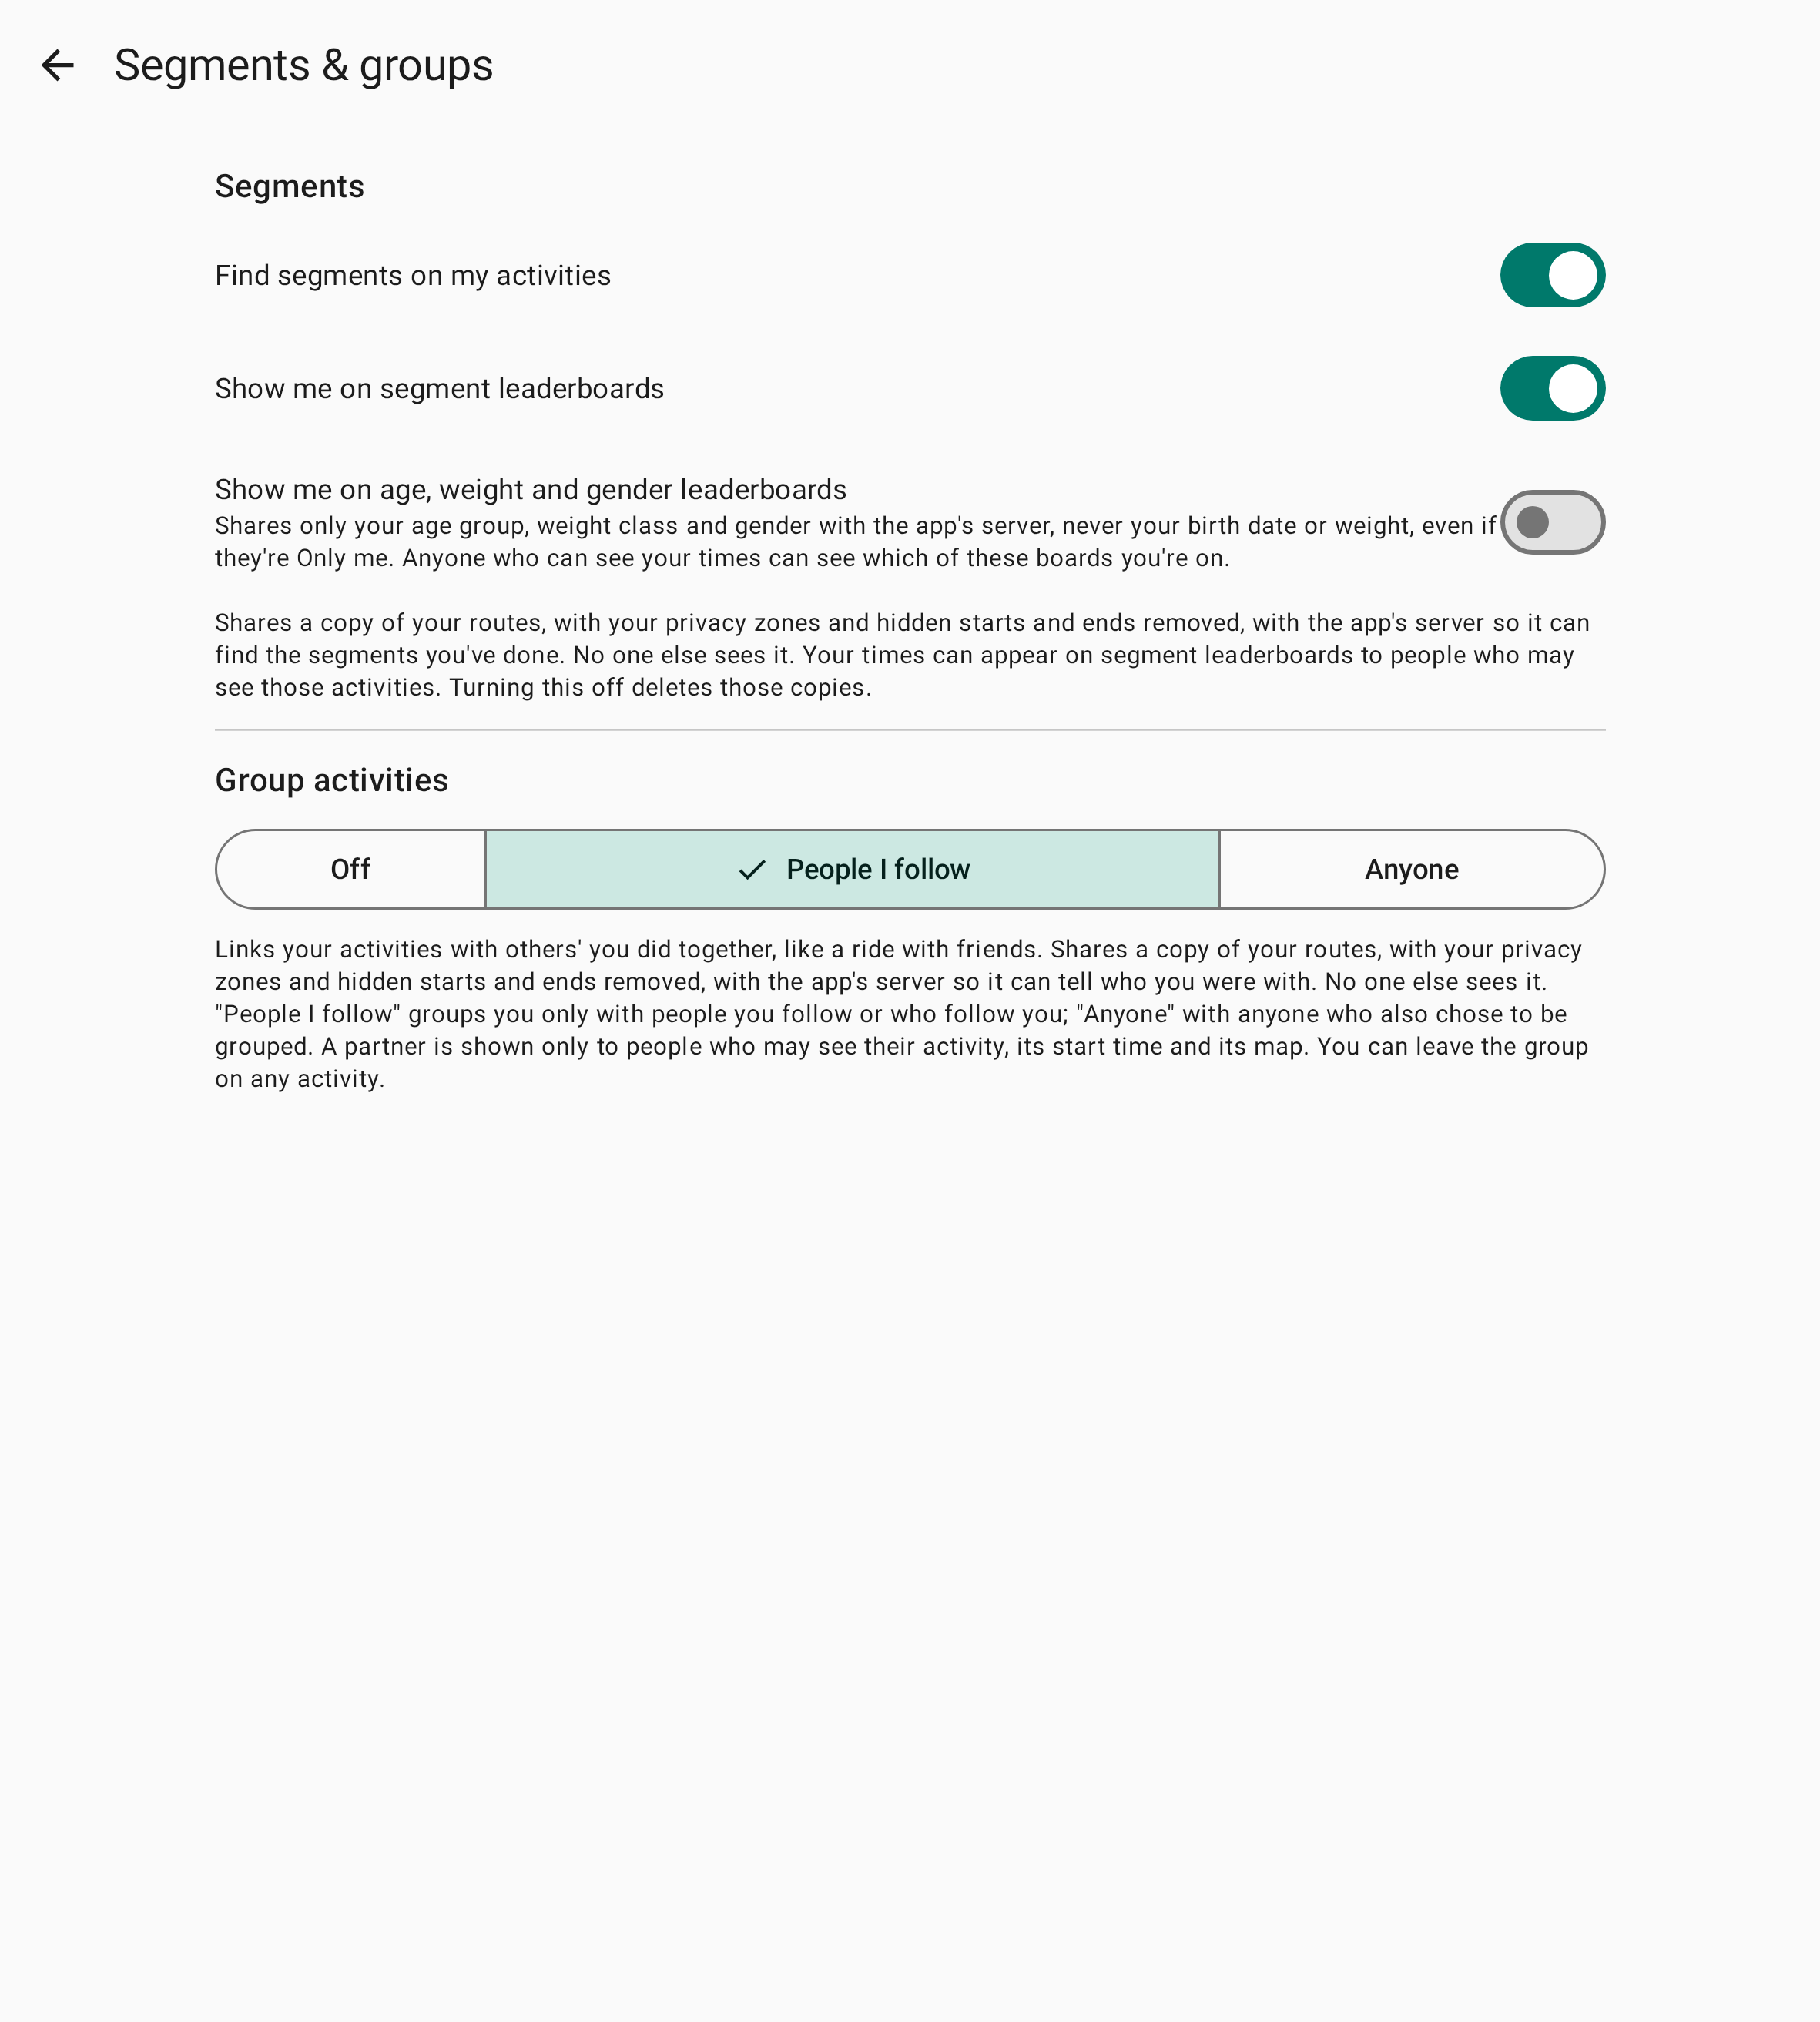 Segments & groups
Segments
Find segments on my activities
Show me on segment leaderboards
Show me on age, weight and gender leaderboards
Shares only your age group, weight class and gender with the app's server, never your birth date or weight, even if
they're Only me. Anyone who can see your times can see which of these boards you're on.
Shares a copy of your routes, with your privacy zones and hidden starts and ends removed, with the app's server so it can
find the segments you've done. No one else sees it. Your times can appear on segment leaderboards to people who may
see those activities. Turning this off deletes those copies.
Group activities
Off
People I follow
Anyone
Links your activities with others' you did together, like a ride with friends. Shares a copy of your routes, with your privacy
zones and hidden starts and ends removed, with the app's server so it can tell who you were with. No one else sees it.
"People I follow" groups you only with people you follow or who follow you; "Anyone" with anyone who also chose to be
grouped. A partner is shown only to people who may see their activity, its start time and its map. You can leave the group
on any activity.